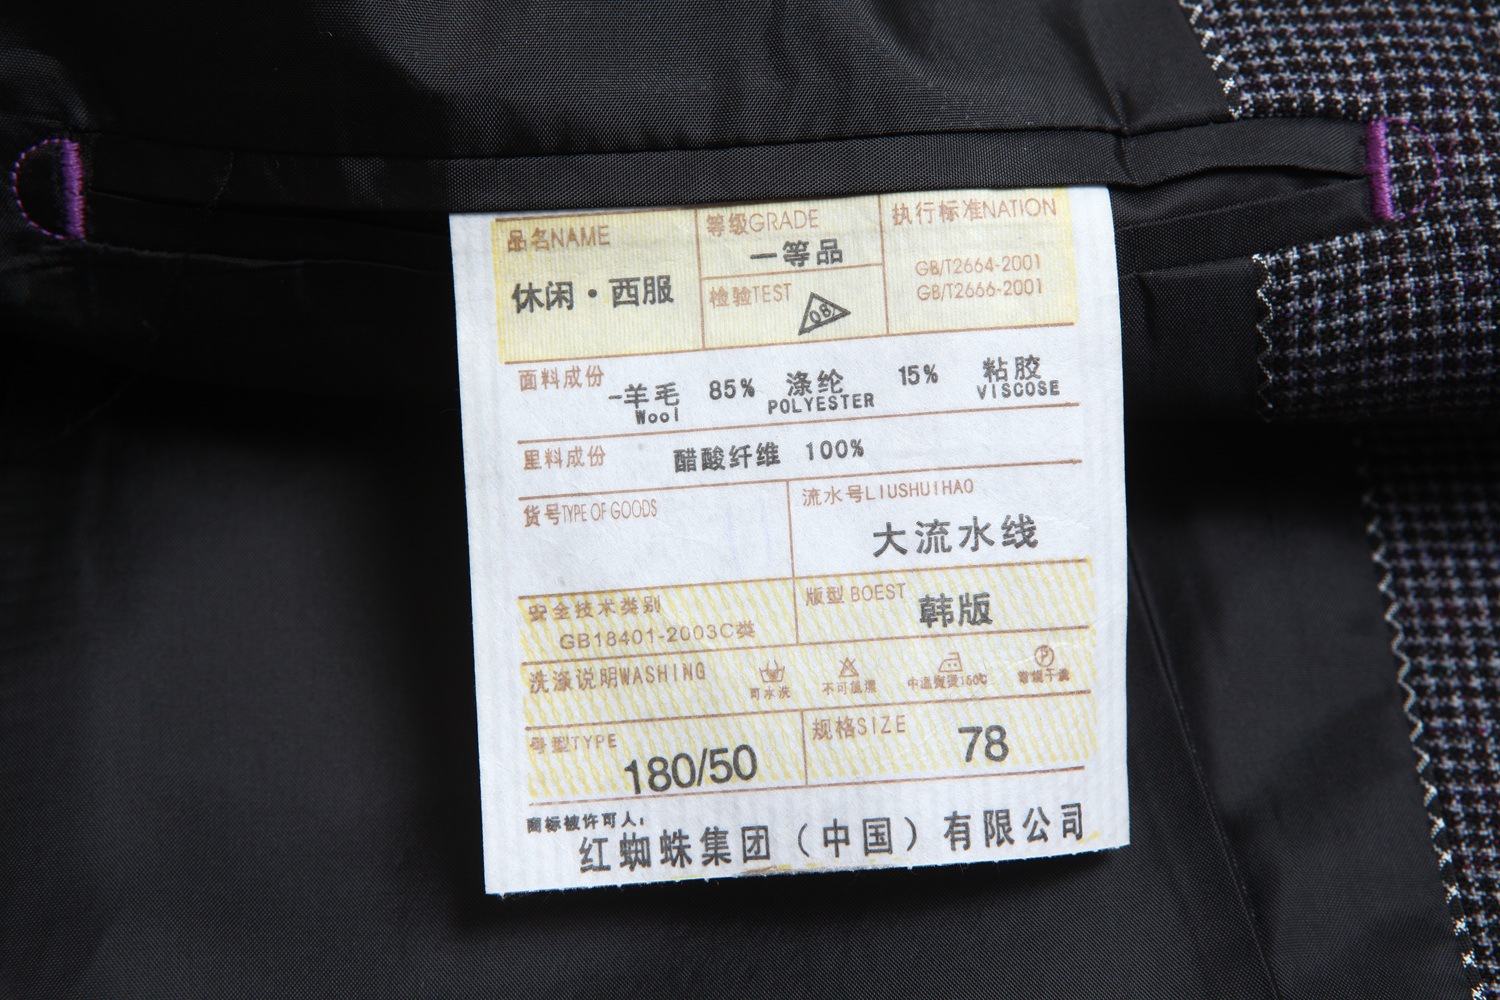 品名NAME
休闲·西服
等级GRADE
一等品
检验TEST
08
执行标准NATION
GB/T2664-2001
GB/T2666-2001
面料成份 -羊毛 85% 涤纶 15% 粘胶
Wool POLYESTER VISCOSE
里料成份 醋酸纤维 100%
货号TYPE OF GOODS
流水号LIUSHUIHAO
大流水线
安全技术类别
GB18401-2003C类
版型 BOEST 韩版
洗涤说明WASHING
可水洗 不可氯漂 中温熨烫150℃ 常规干洗
号型TYPE 180/50
规格SIZE 78
商标被许可人:
红蜘蛛集团（中国）有限公司